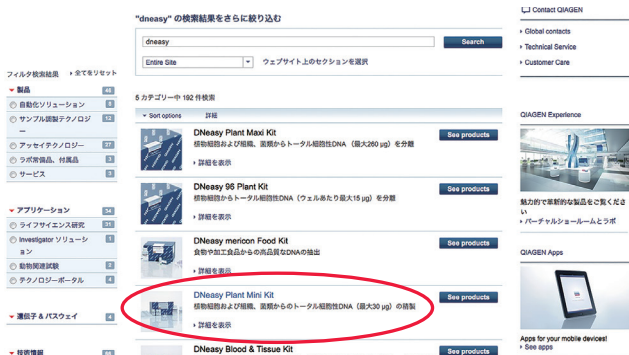 Contact QIAGEN
Global contacts
Technical Service
Customer Care
"dneasy" の検索結果をさらに絞り込む
dneasy
Search
Entire Site
ウェブサイト上のセクションを選択
フィルタ検索結果
全てをリセット
製品
自動化ソリューション
サンプル調製テクノロジ
ー
12
アッセイテクノロジー
ラボ常備品、付属品
サービス
アプリケーション
ライフサイエンス研究
Investigator ソリューシ
ョン
動物関連試験
テクノロジーポータル
遺伝子 & パスウェイ
技術情報
6 カテゴリー中 192 件検索
Sort options
詳細
DNeasy Plant Maxi Kit
See products
植物細胞および組織、菌類からトータル細胞性DNA（最大260 µg）を分離
詳細を表示
DNeasy 96 Plant Kit
See products
植物細胞からトータル細胞性DNA（ウェルあたり最大15 µg）を分離
詳細を表示
DNeasy mericon Food Kit
See products
食物や加工食品からの高品質なDNAの抽出
詳細を表示
DNeasy Plant Mini Kit
See products
植物細胞および組織、菌類からのトータル細胞性DNA（最大30 µg）の精製
詳細を表示
DNeasy Blood & Tissue Kit
See products
QIAGEN Experience
魅力的で革新的な製品をご覧くださ
い
バーチャルショールームとラボ
QIAGEN Apps
Apps for your mobile devices!
See apps